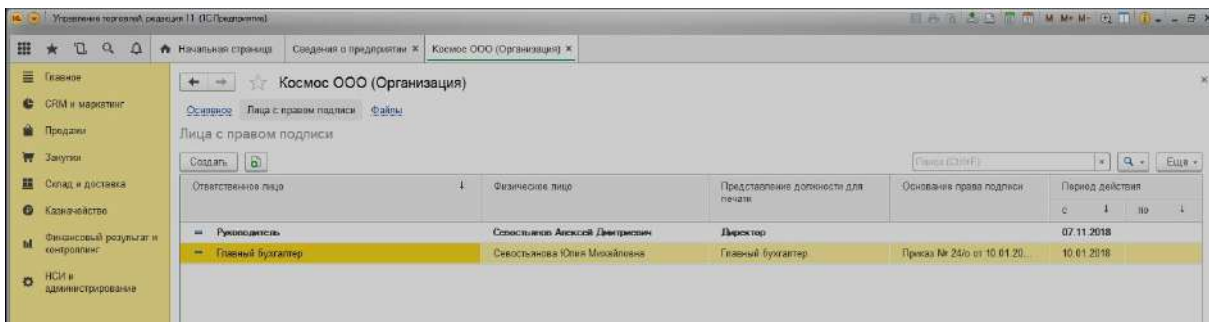 Управление торговлей, редакция 11 (1С:Предприятие)
M M+ M-
Начальная страница
Сведения о предприятии ×
Космос ООО (Организация) ×
Главное
CRM и маркетинг
Продажи
Закупки
Склад и доставка
Казначейство
Финансовый результат и
контроллинг
НСИ и
администрирование
Космос ООО (Организация)
Основное Лица с правом подписи Файлы
Лица с правом подписи
Создать
Поиск (Ctrl+F)
Еще
Ответственное лицо
Физическое лицо
Представление должности для
печати
Основание права подписи
Период действия
с
по
Руководитель Севостьянов Алексей Дмитриевич Директор 07.11.2018
Главный бухгалтер Севостьянова Юлия Михайловна Главный бухгалтер Приказ № 24/о от 10.01.20... 10.01.2018